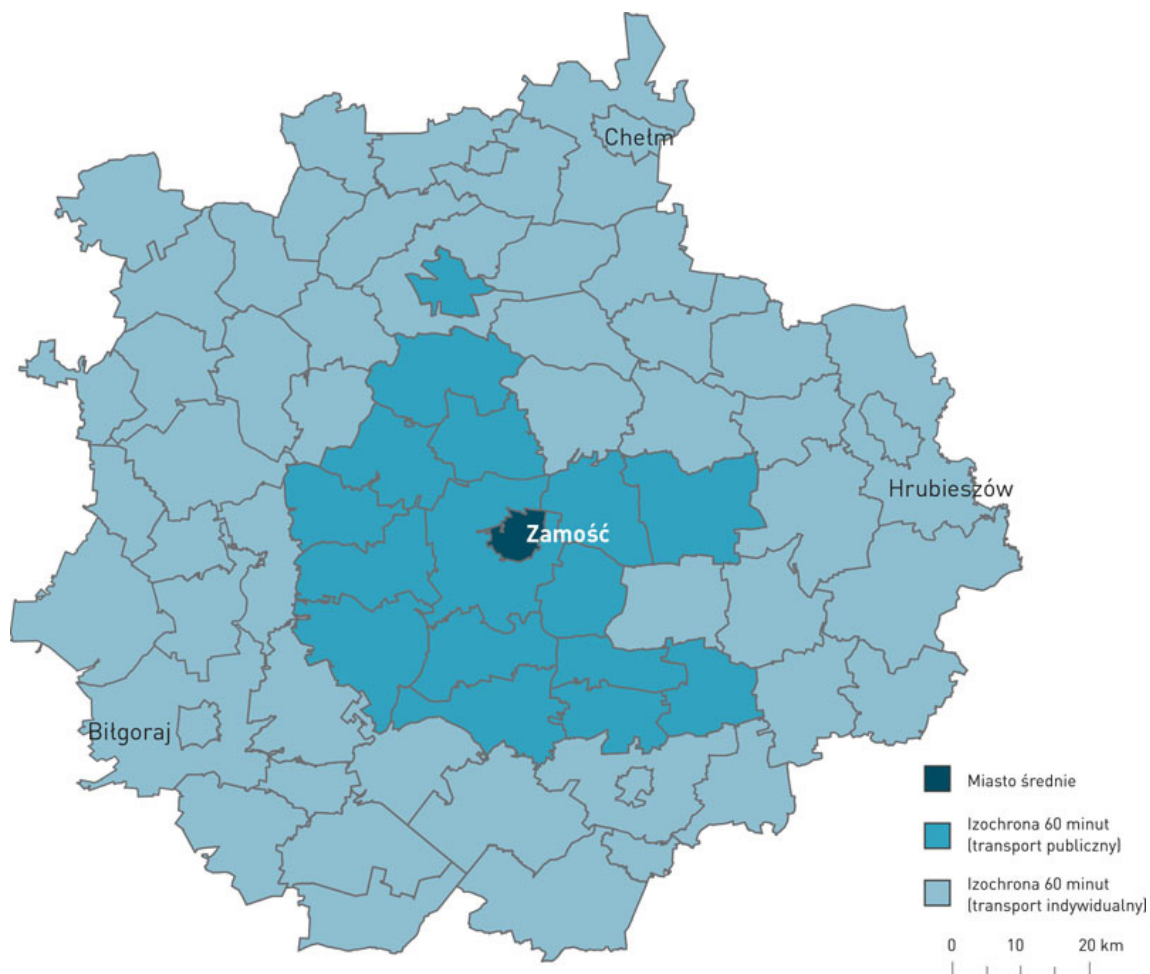 Chełm
Hrubieszów
Zamość
Biłgoraj
Miasto średnie
Izochrona 60 minut
(transport publiczny)
Izochrona 60 minut
(transport indywidualny)
0 10 20 km